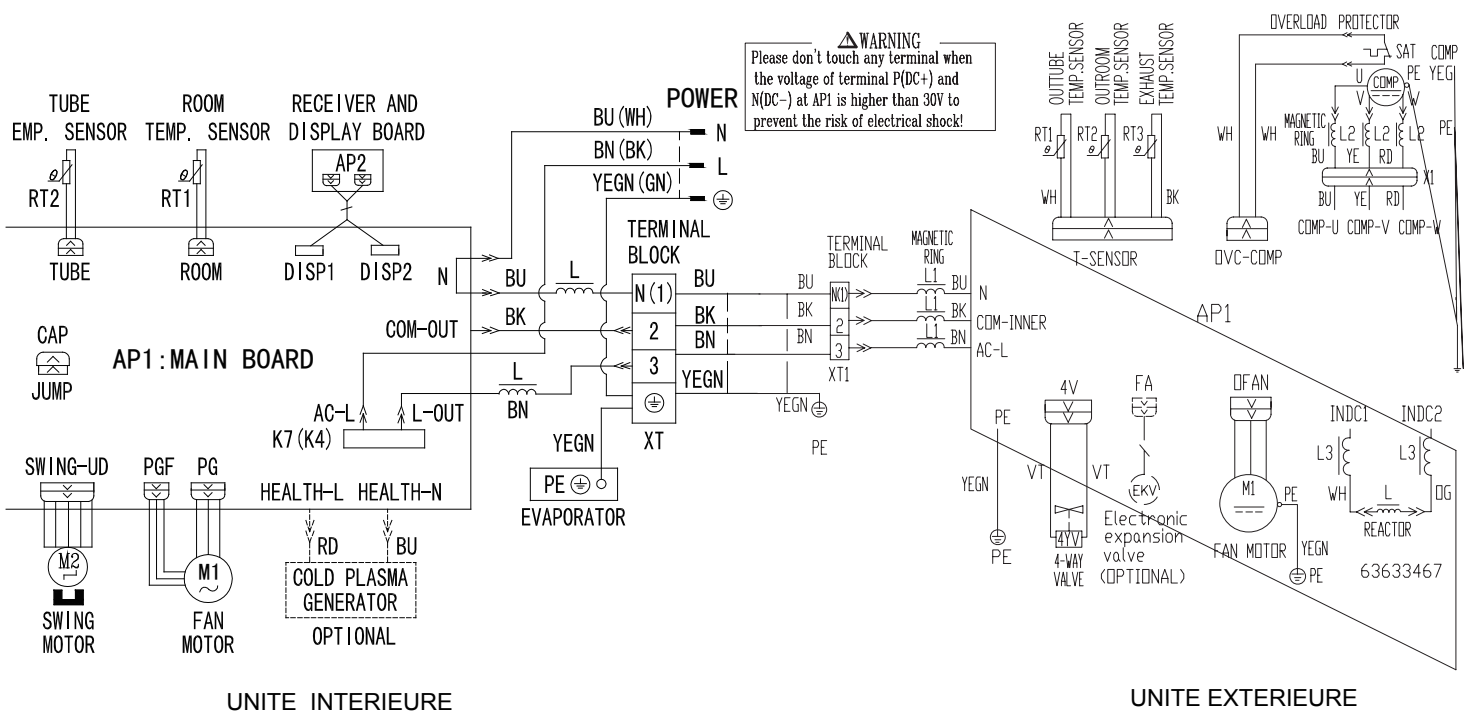 TUBE
EMP. SENSOR
RT2
TUBE
ROOM
TEMP. SENSOR
RT1
ROOM
RECEIVER AND
DISPLAY BOARD
AP2
DISP1
DISP2
CAP
JUMP
AP1:MAIN BOARD
N
COM-OUT
AC-L
L-OUT
K7(K4)
BU
L
BK
L
BN
BU(WH)
BN(BK)
YEGN(GN)
POWER
N
L
TERMINAL
BLOCK
N(1)
2
3
XT
BU
BK
BN
YEGN
YEGN
PE
EVAPORATOR
SWING-UD
M2
SWING
MOTOR
PGF
PG
M1
FAN
MOTOR
HEALTH-L
HEALTH-N
RD
BU
COLD PLASMA
GENERATOR
OPTIONAL
UNITE INTERIEURE
WARNING
Please don't touch any terminal when
the voltage of terminal P(DC+) and
N(DC-) at AP1 is higher than 30V to
prevent the risk of electrical shock!
BU
BK
BN
YEGN
PE
TERMINAL
BLOCK
N(1)
2
3
XT1
MAGNETIC
RING
L1
BU
L1
BK
L1
BN
N
COM-INNER
AC-L
AP1
OUTTUBE
TEMP.SENSOR
OUTROOM
TEMP.SENSOR
EXHAUST
TEMP.SENSOR
RT1
RT2
RT3
WH
BK
T-SENSOR
OVERLOAD PROTECTOR
SAT
WH
WH
OVC-COMP
COMP
U
V
W
PE
COMP
YEG
PE
MAGNETIC
RING
L2
L2
L2
BU
YE
RD
X1
BU
YE
RD
COMP-U
COMP-V
COMP-W
PE
YEGN
PE
4V
VT
VT
4YV
4-WAY
VALVE
FA
EKV
Electronic
expansion
valve
(OPTIONAL)
OFAN
M1
PE
FAN MOTOR
YEGN
PE
INDC1
INDC2
L3
L3
WH
L
OG
REACTOR
63633467
UNITE EXTERIEURE